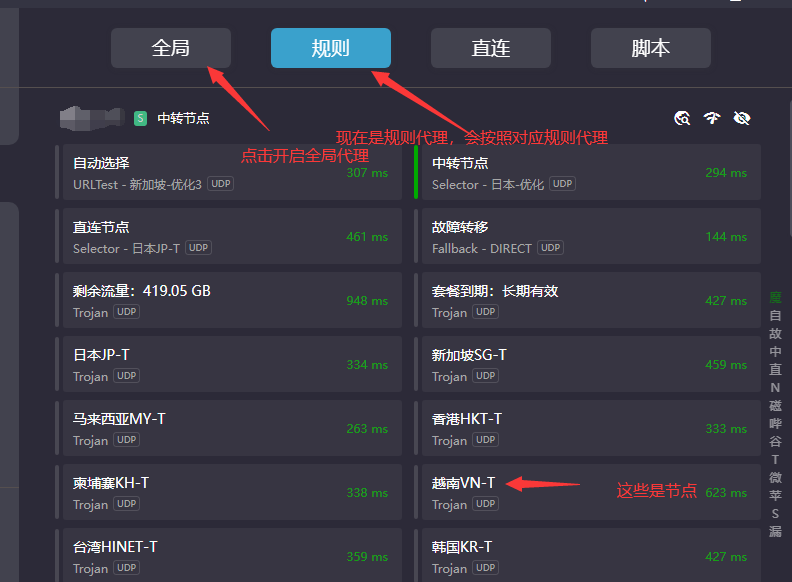 全局
规则
直连
脚本
S 中转节点
现在是规则代理，会按照对应规则代理
点击开启全局代理
自动选择
URLTest - 新加坡-优化3 UDP
307 ms
中转节点
Selector - 日本-优化 UDP
294 ms
直连节点
Selector - 日本JP-T UDP
461 ms
故障转移
Fallback - DIRECT UDP
144 ms
剩余流量：419.05 GB
Trojan UDP
948 ms
套餐到期：长期有效
Trojan UDP
427 ms
日本JP-T
Trojan UDP
334 ms
新加坡SG-T
Trojan UDP
459 ms
马来西亚MY-T
Trojan UDP
263 ms
香港HKT-T
Trojan UDP
333 ms
柬埔寨KH-T
Trojan UDP
338 ms
越南VN-T
Trojan UDP
这些是节点
623 ms
台湾HINET-T
Trojan UDP
359 ms
韩国KR-T
Trojan UDP
427 ms
自
故
中
直
N
磁
哔
谷
T
微
苹
S
漏